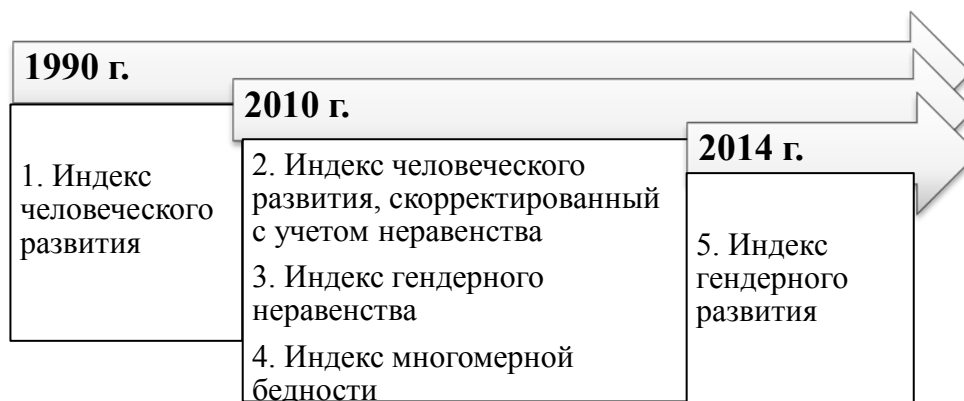 1990 г.
1. Индекс
человеческого
развития
2010 г.
2. Индекс человеческого
развития, скорректированный
с учетом неравенства
3. Индекс гендерного
неравенства
4. Индекс многомерной
бедности
2014 г.
5. Индекс
гендерного
развития